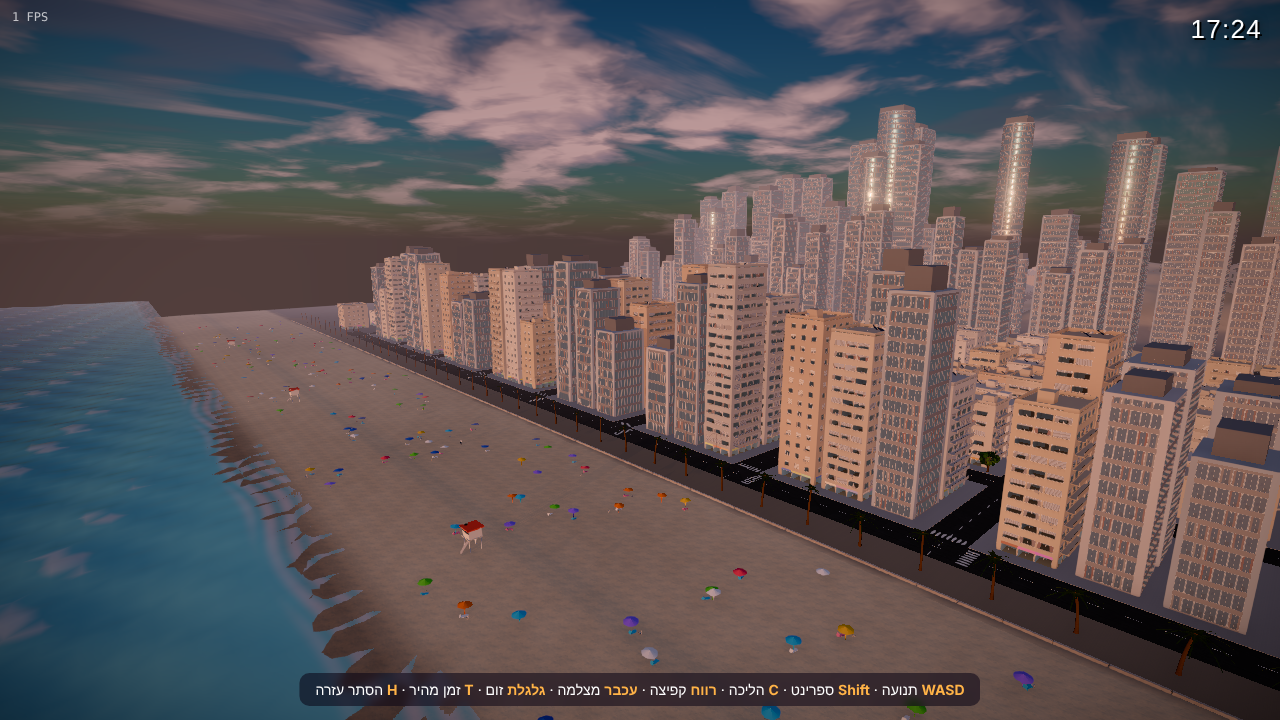 1 FPS
17:24
WASD תנועה · Shift ספרינט · C הליכה · רווח קפיצה · עכבר מצלמה · גלגלת זום · T זמן מהיר · H הסתר עזרה